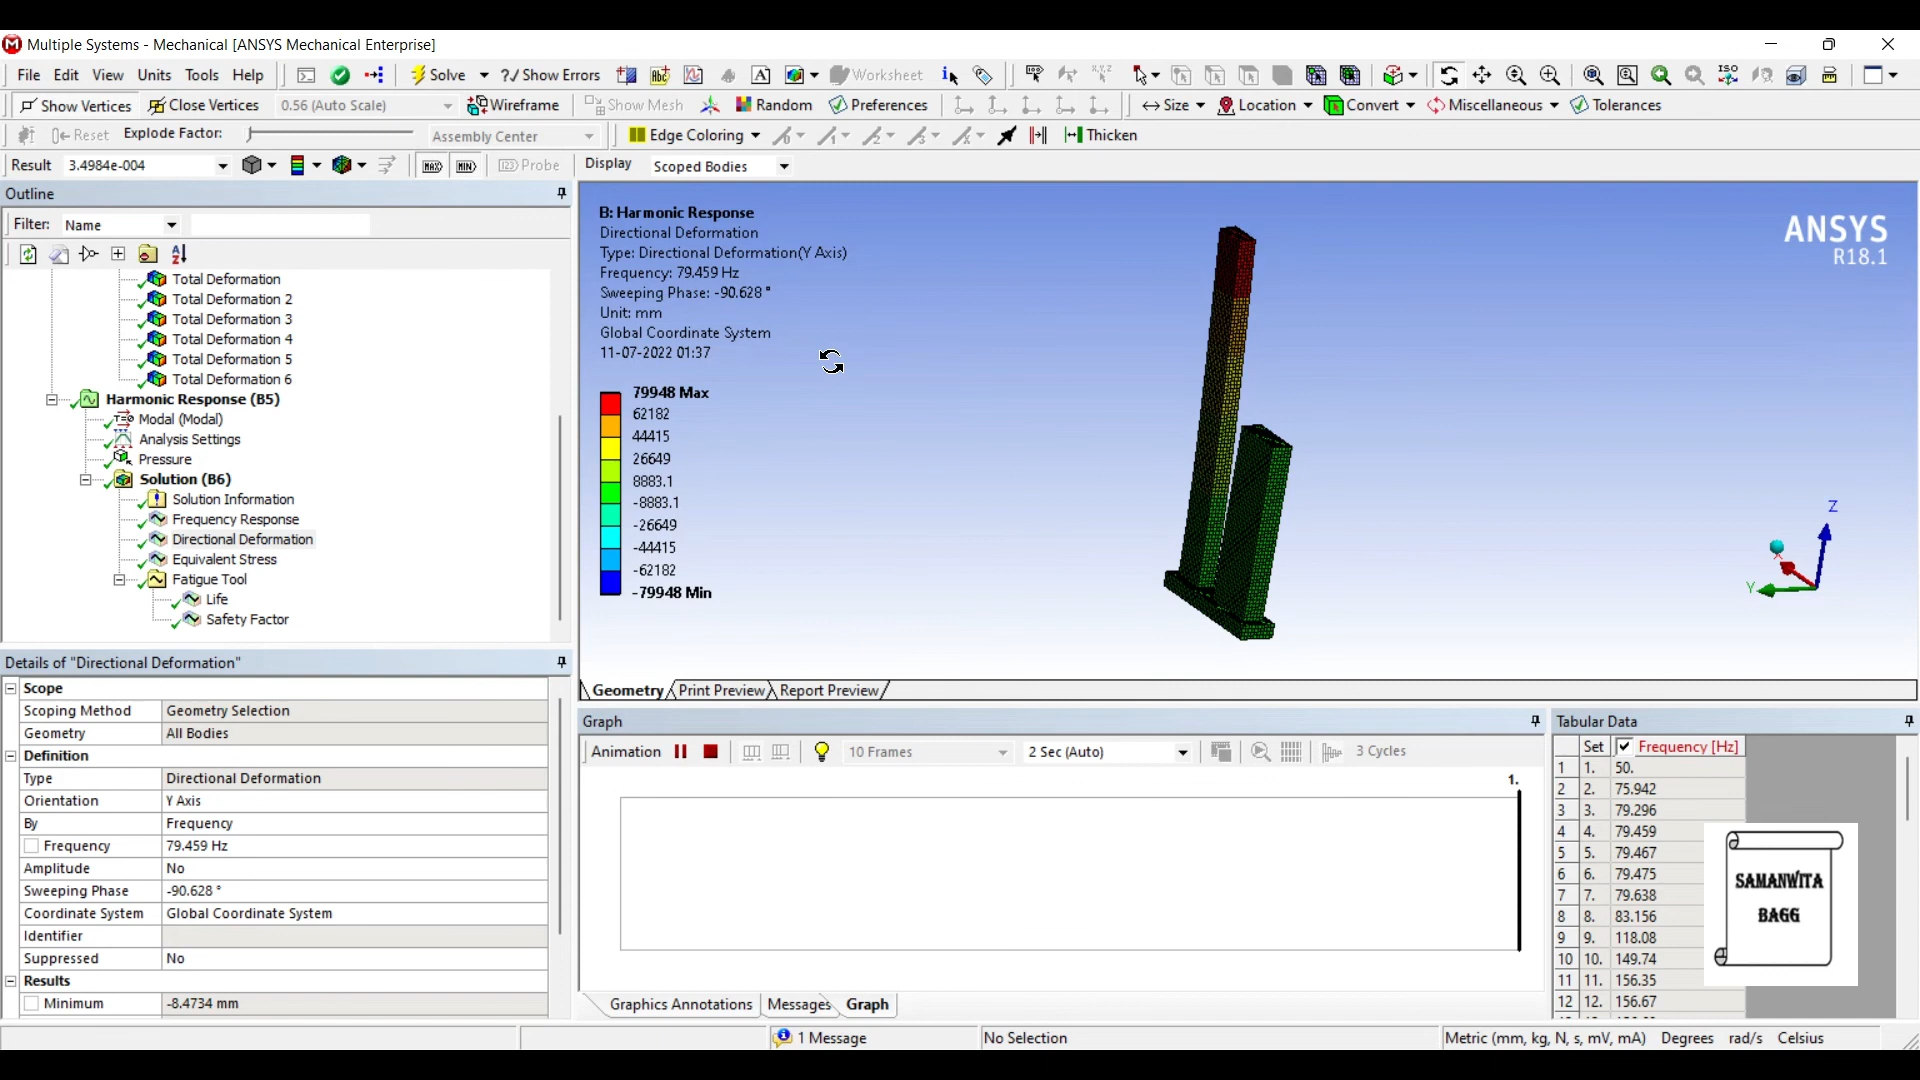 Multiple Systems - Mechanical [ANSYS Mechanical Enterprise]
File Edit View Units Tools Help Solve ?/ Show Errors Worksheet
Show Vertices Close Vertices 0.56 (Auto Scale) Wireframe Show Mesh Random Preferences Size Location Convert Miscellaneous Tolerances
Reset Explode Factor: Assembly Center Edge Coloring Thicken
Result 3.4984e-004 MAX MIN Probe Display Scoped Bodies
Outline
Filter: Name
Total Deformation
Total Deformation 2
Total Deformation 3
Total Deformation 4
Total Deformation 5
Total Deformation 6
Harmonic Response (B5)
Modal (Modal)
Analysis Settings
Pressure
Solution (B6)
Solution Information
Frequency Response
Directional Deformation
Equivalent Stress
Fatigue Tool
Life
Safety Factor
B: Harmonic Response
Directional Deformation
Type: Directional Deformation(Y Axis)
Frequency: 79.459 Hz
Sweeping Phase: -90.628 °
Unit: mm
Global Coordinate System
11-07-2022 01:37
79948 Max
62182
44415
26649
8883.1
-8883.1
-26649
-44415
-62182
-79948 Min
ANSYS
R18.1
Z
X
Y
Geometry Print Preview Report Preview
Details of "Directional Deformation"
Scope
Scoping Method Geometry Selection
Geometry All Bodies
Definition
Type Directional Deformation
Orientation Y Axis
By Frequency
Frequency 79.459 Hz
Amplitude No
Sweeping Phase -90.628 °
Coordinate System Global Coordinate System
Identifier
Suppressed No
Results
Minimum -8.4734 mm
Graph
Animation 10 Frames 2 Sec (Auto) 3 Cycles
1.
Graphics Annotations Messages Graph
Tabular Data
Set Frequency [Hz]
1 1. 50.
2 2. 75.942
3 3. 79.296
4 4. 79.459
5 5. 79.467
6 6. 79.475
7 7. 79.638
8 8. 83.156
9 9. 118.08
10 10. 149.74
11 11. 156.35
12 12. 156.67
SAMANWITA
BAGG
1 Message No Selection Metric (mm, kg, N, s, mV, mA) Degrees rad/s Celsius